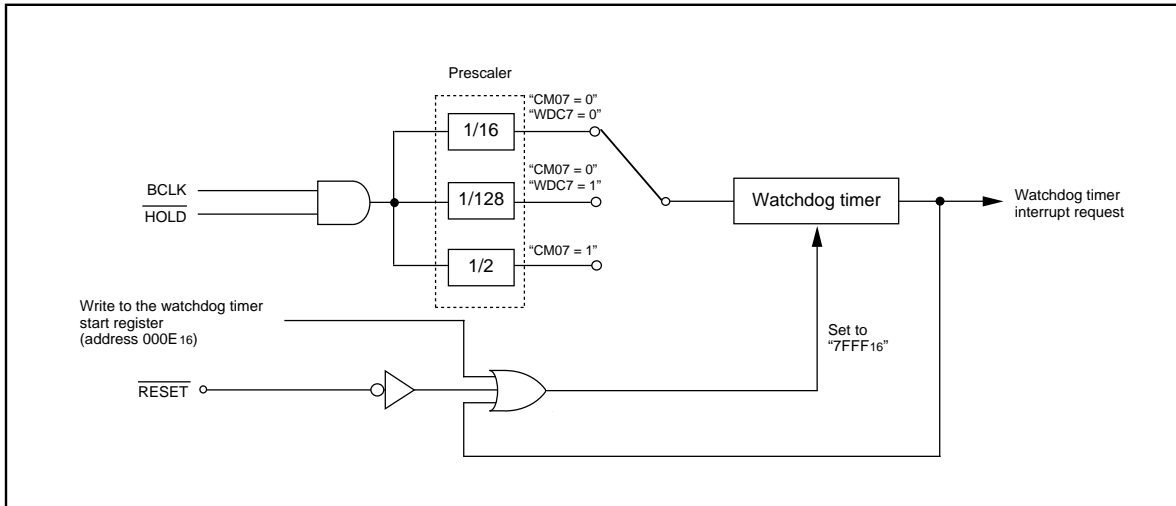 Prescaler
“CM07 = 0”
“WDC7 = 0”
1/16
“CM07 = 0”
“WDC7 = 1”
BCLK
HOLD
1/128
Watchdog timer
Watchdog timer
interrupt request
“CM07 = 1”
1/2
Write to the watchdog timer
start register
(address 000E16)
Set to
“7FFF16”
RESET